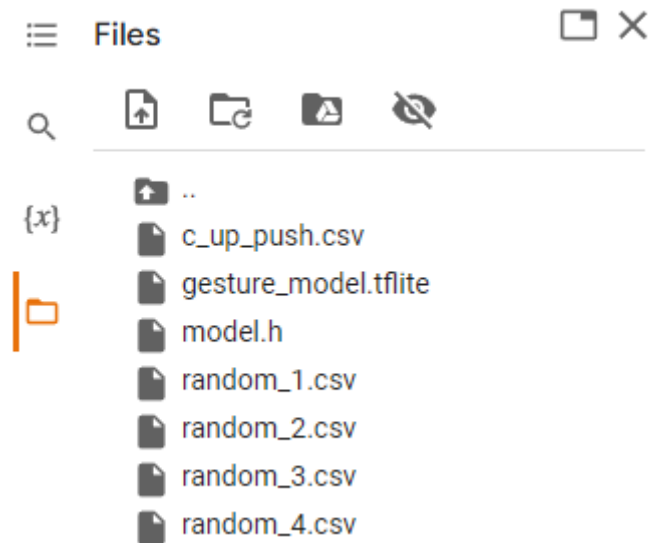 Files
..
{x}
c_up_push.csv
gesture_model.tflite
model.h
random_1.csv
random_2.csv
random_3.csv
random_4.csv